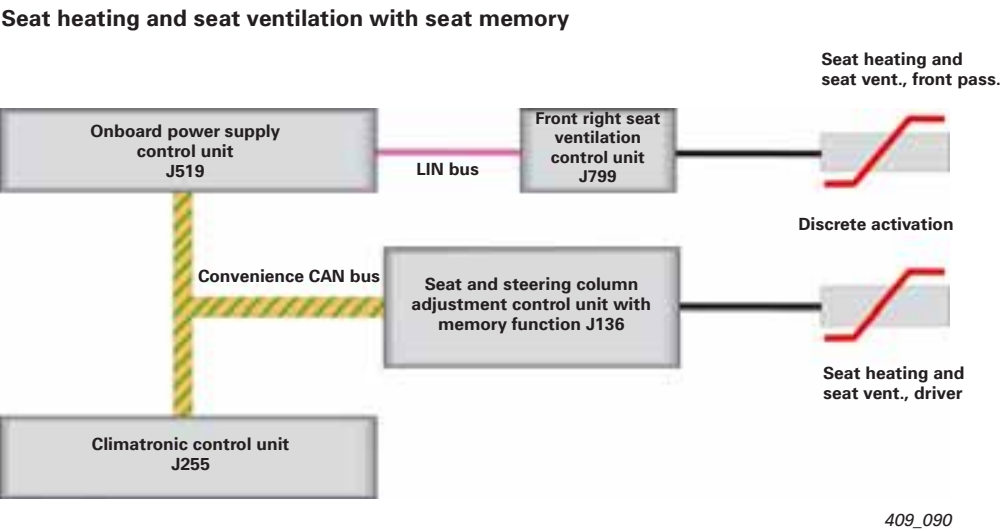 Seat heating and seat ventilation with seat memory
Seat heating and
seat vent., front pass.
Onboard power supply
control unit
J519
LIN bus
Front right seat
ventilation
control unit
J799
Discrete activation
Convenience CAN bus
Seat and steering column
adjustment control unit with
memory function J136
Seat heating and
seat vent., driver
Climatronic control unit
J255
409_090